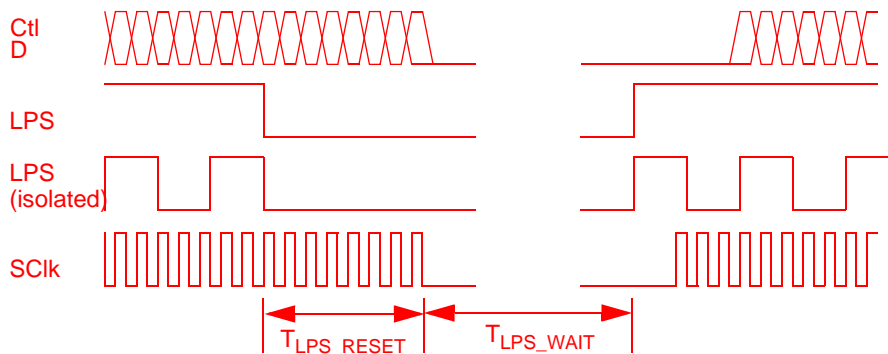 Ctl
D
LPS
LPS
(isolated)
SClk
TLPS_RESET
TLPS_WAIT